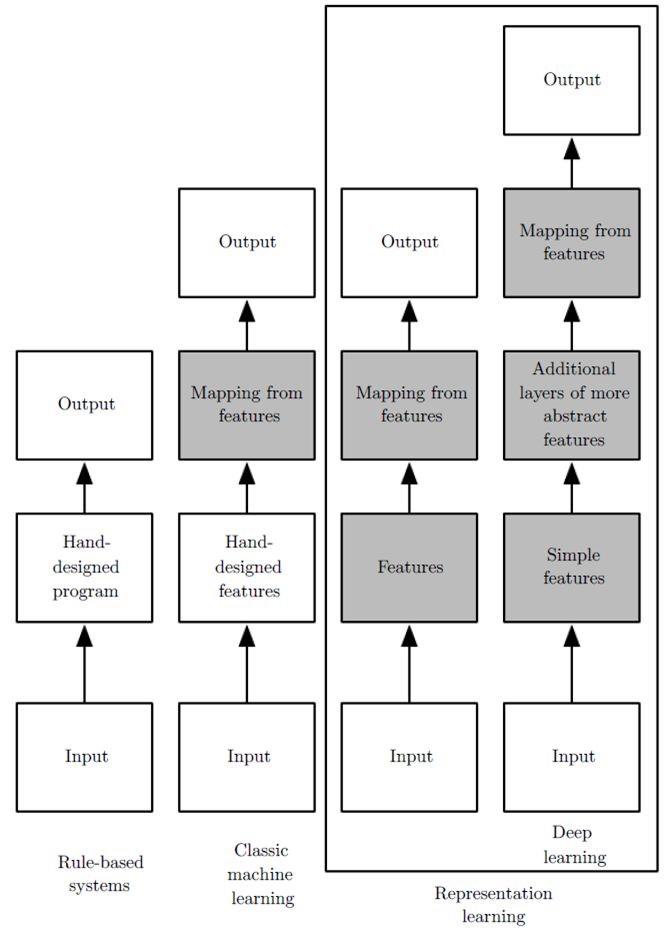 Output
Output
Output
Mapping from
features
Output
Mapping from
features
Mapping from
features
Additional
layers of more
abstract
features
Hand-
designed
program
Hand-
designed
features
Features
Simple
features
Input
Input
Input
Input
Rule-based
systems
Classic
machine
learning
Deep
learning
Representation
learning